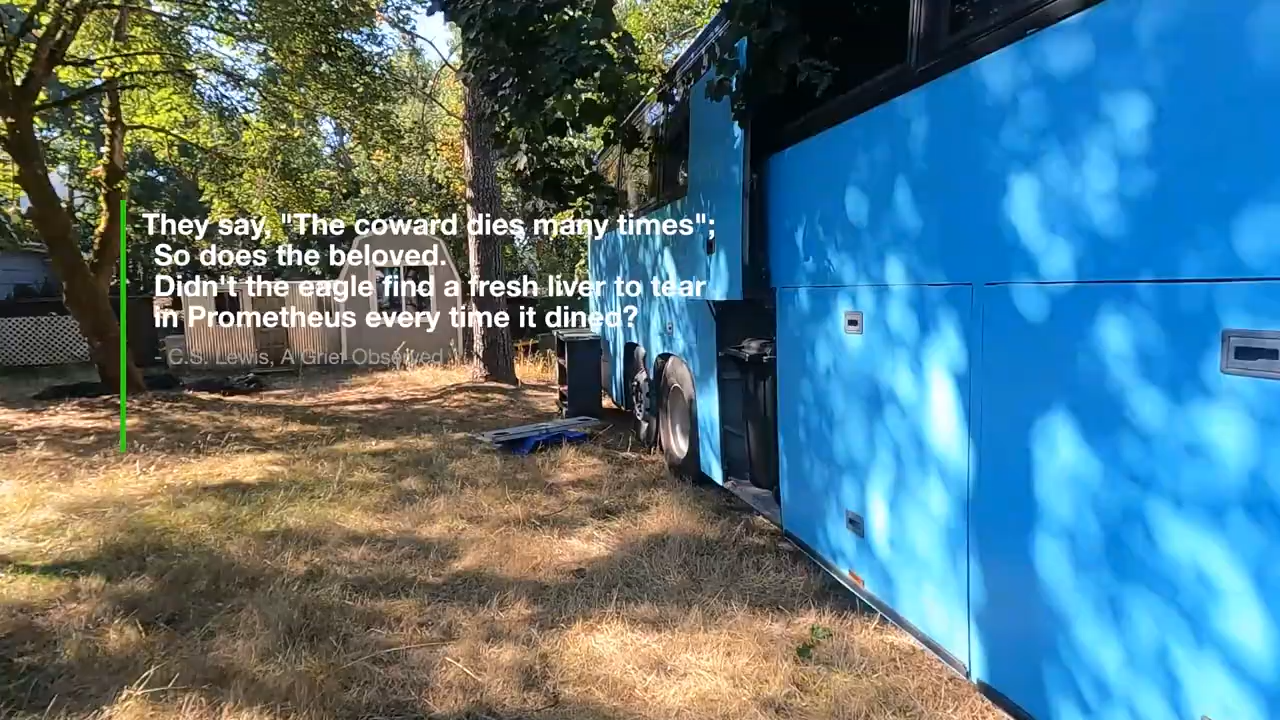 They say, "The coward dies many times";
So does the beloved.
Didn't the eagle find a fresh liver to tear
in Prometheus every time it dined?
- C.S. Lewis, A Grief Observed